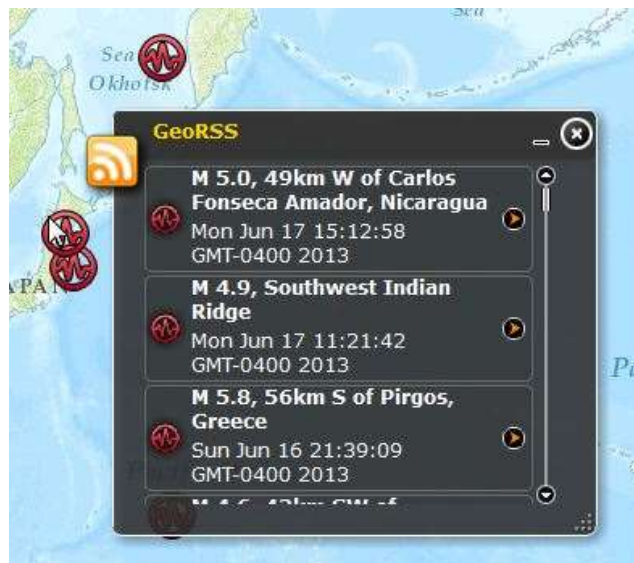 Sea
Sea
Okhotsk
GeoRSS
M 5.0, 49km W of Carlos
Fonseca Amador, Nicaragua
Mon Jun 17 15:12:58
GMT-0400 2013
M 4.9, Southwest Indian
Ridge
Mon Jun 17 11:21:42
GMT-0400 2013
M 5.8, 56km S of Pirgos,
Greece
Sun Jun 16 21:39:09
GMT-0400 2013